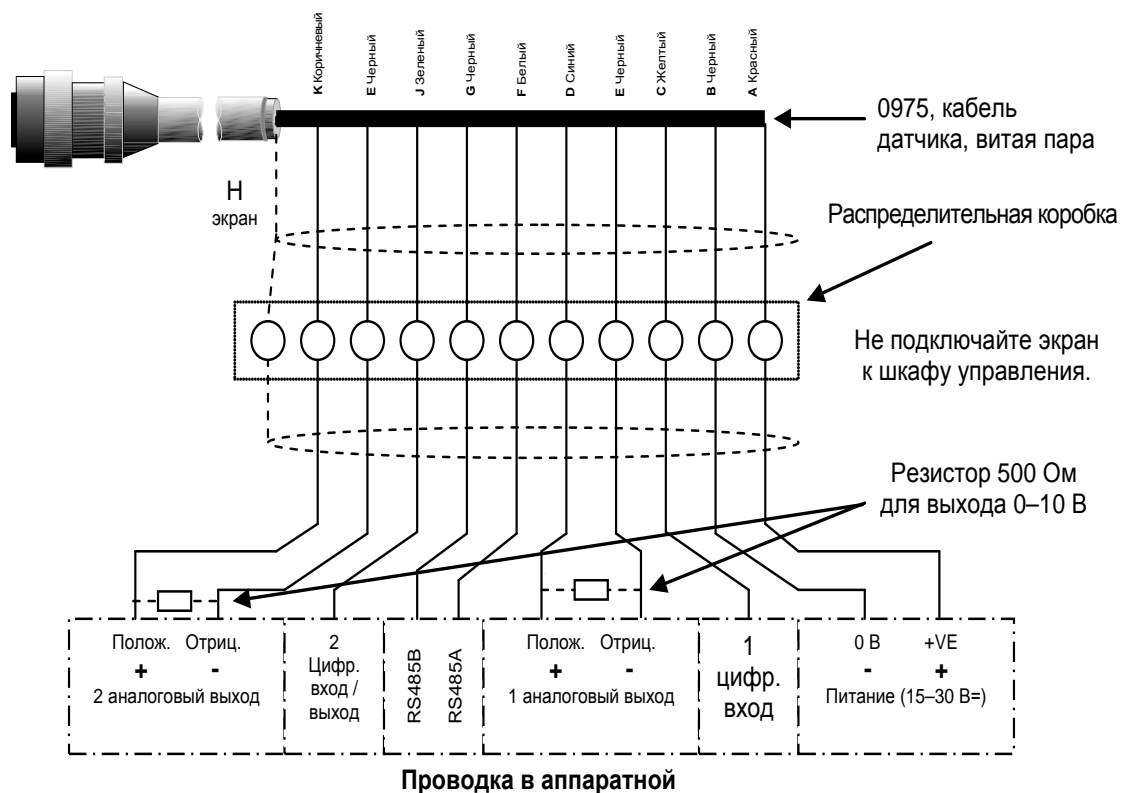 K Коричневый
E Черный
J Зеленый
G Черный
F Белый
D Синий
E Черный
C Желтый
B Черный
A Красный
0975, кабель
датчика, витая пара
H
экран
Распределительная коробка
Не подключайте экран
к шкафу управления.
Резистор 500 Ом
для выхода 0–10 В
Полож. Отриц.
+ -
2 аналоговый выход
2
Цифр.
вход /
выход
RS485B
RS485A
Полож. Отриц.
+ -
1 аналоговый выход
1
цифр.
вход
0 В +VE
- +
Питание (15–30 В=)
Проводка в аппаратной